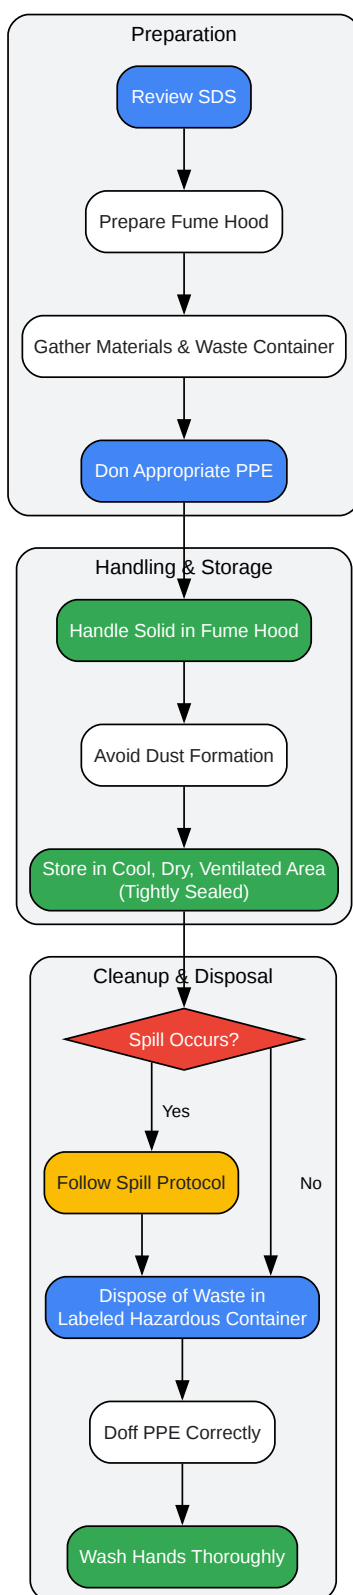 Preparation
Review SDS
Prepare Fume Hood
Gather Materials & Waste Container
Don Appropriate PPE
Handling & Storage
Handle Solid in Fume Hood
Avoid Dust Formation
Store in Cool, Dry, Ventilated Area
(Tightly Sealed)
Cleanup & Disposal
Spill Occurs?
Yes
Follow Spill Protocol
No
Dispose of Waste in
Labeled Hazardous Container
Doff PPE Correctly
Wash Hands Thoroughly